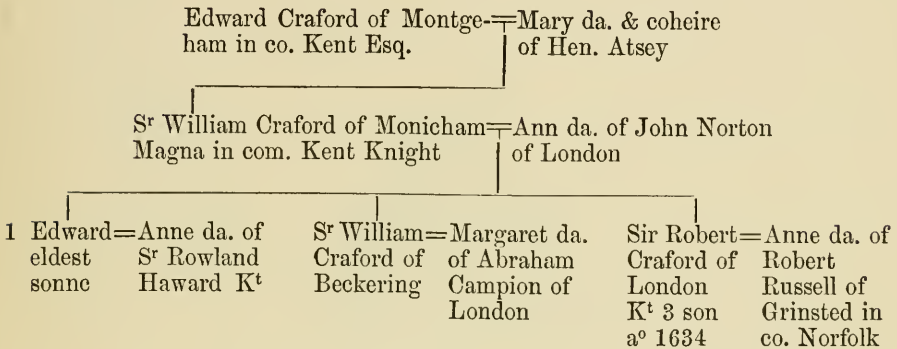 Edward Craford of Montge-=Mary da. & coheire
ham in co. Kent Esq. of Hen. Atsey
Sr William Craford of Monicham=Ann da. of John Norton
Magna in com. Kent Knight of London
1 Edward=Anne da. of
eldest Sr Rowland
sonne Haward Kt
Sr William=Margaret da.
Craford of of Abraham
Beckering Campion of
London
Sir Robert=Anne da. of
Craford of Robert
London Russell of
Kt 3 son Grinsted in
ao 1634 co. Norfolk